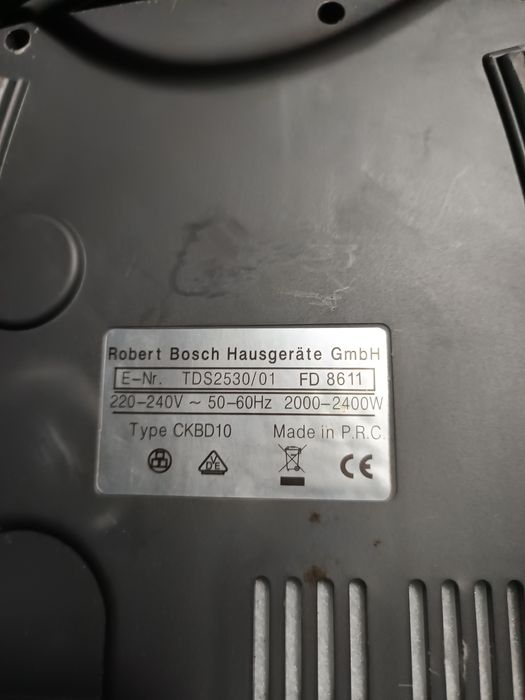 Robert Bosch Hausgeräte GmbH
E-Nr. TDS2530/01 FD 8611
220-240V ~ 50-60Hz 2000-2400W
Type CKBD10 Made in P.R.C.
VDE CE